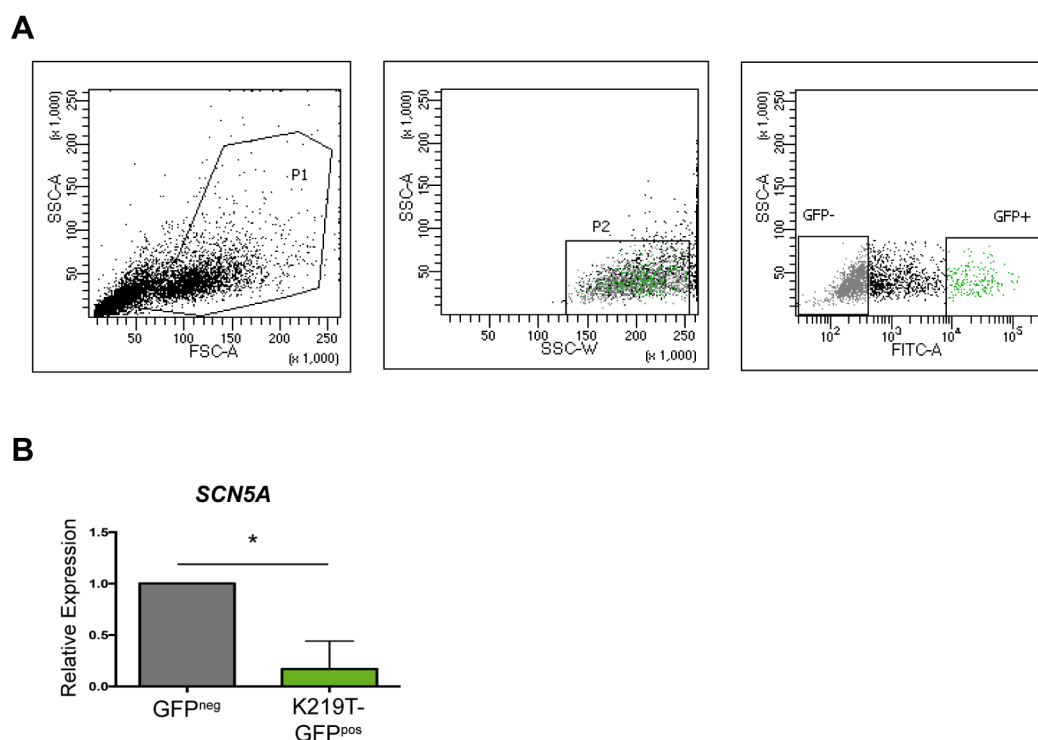 A
SSC-A
(x 1,000)
50 100 150 200 250
P1
50 100 150 200 250
FSC-A
(x 1,000)
SSC-A
(x 1,000)
50 100 150 200 250
P2
50 100 150 200 250
SSC-W
(x 1,000)
SSC-A
(x 1,000)
50 100 150 200 250
GFP-
GFP+
10² 10³ 10⁴ 10⁵
FITC-A
B
SCN5A
Relative Expression
1.5
*
1.0
0.5
0.0
GFPⁿᵉᵍ
K219T-
GFPᵖᵒˢ